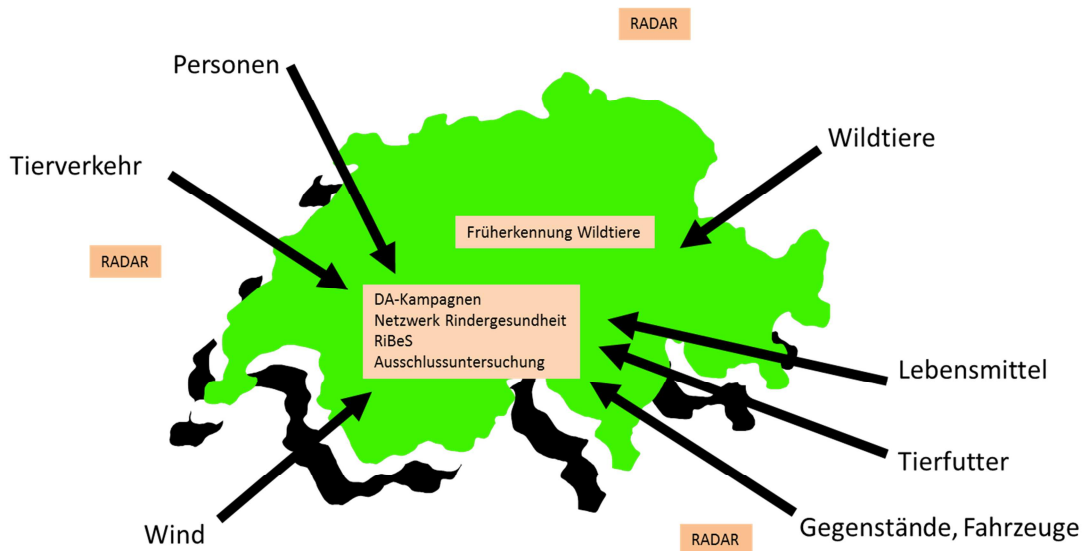 RADAR
Personen
Wildtiere
Tierverkehr
Früherkennung Wildtiere
RADAR
DA-Kampagnen
Netzwerk Rindergesundheit
RiBeS
Ausschlussuntersuchung
Lebensmittel
Tierfutter
Wind
Gegenstände, Fahrzeuge
RADAR